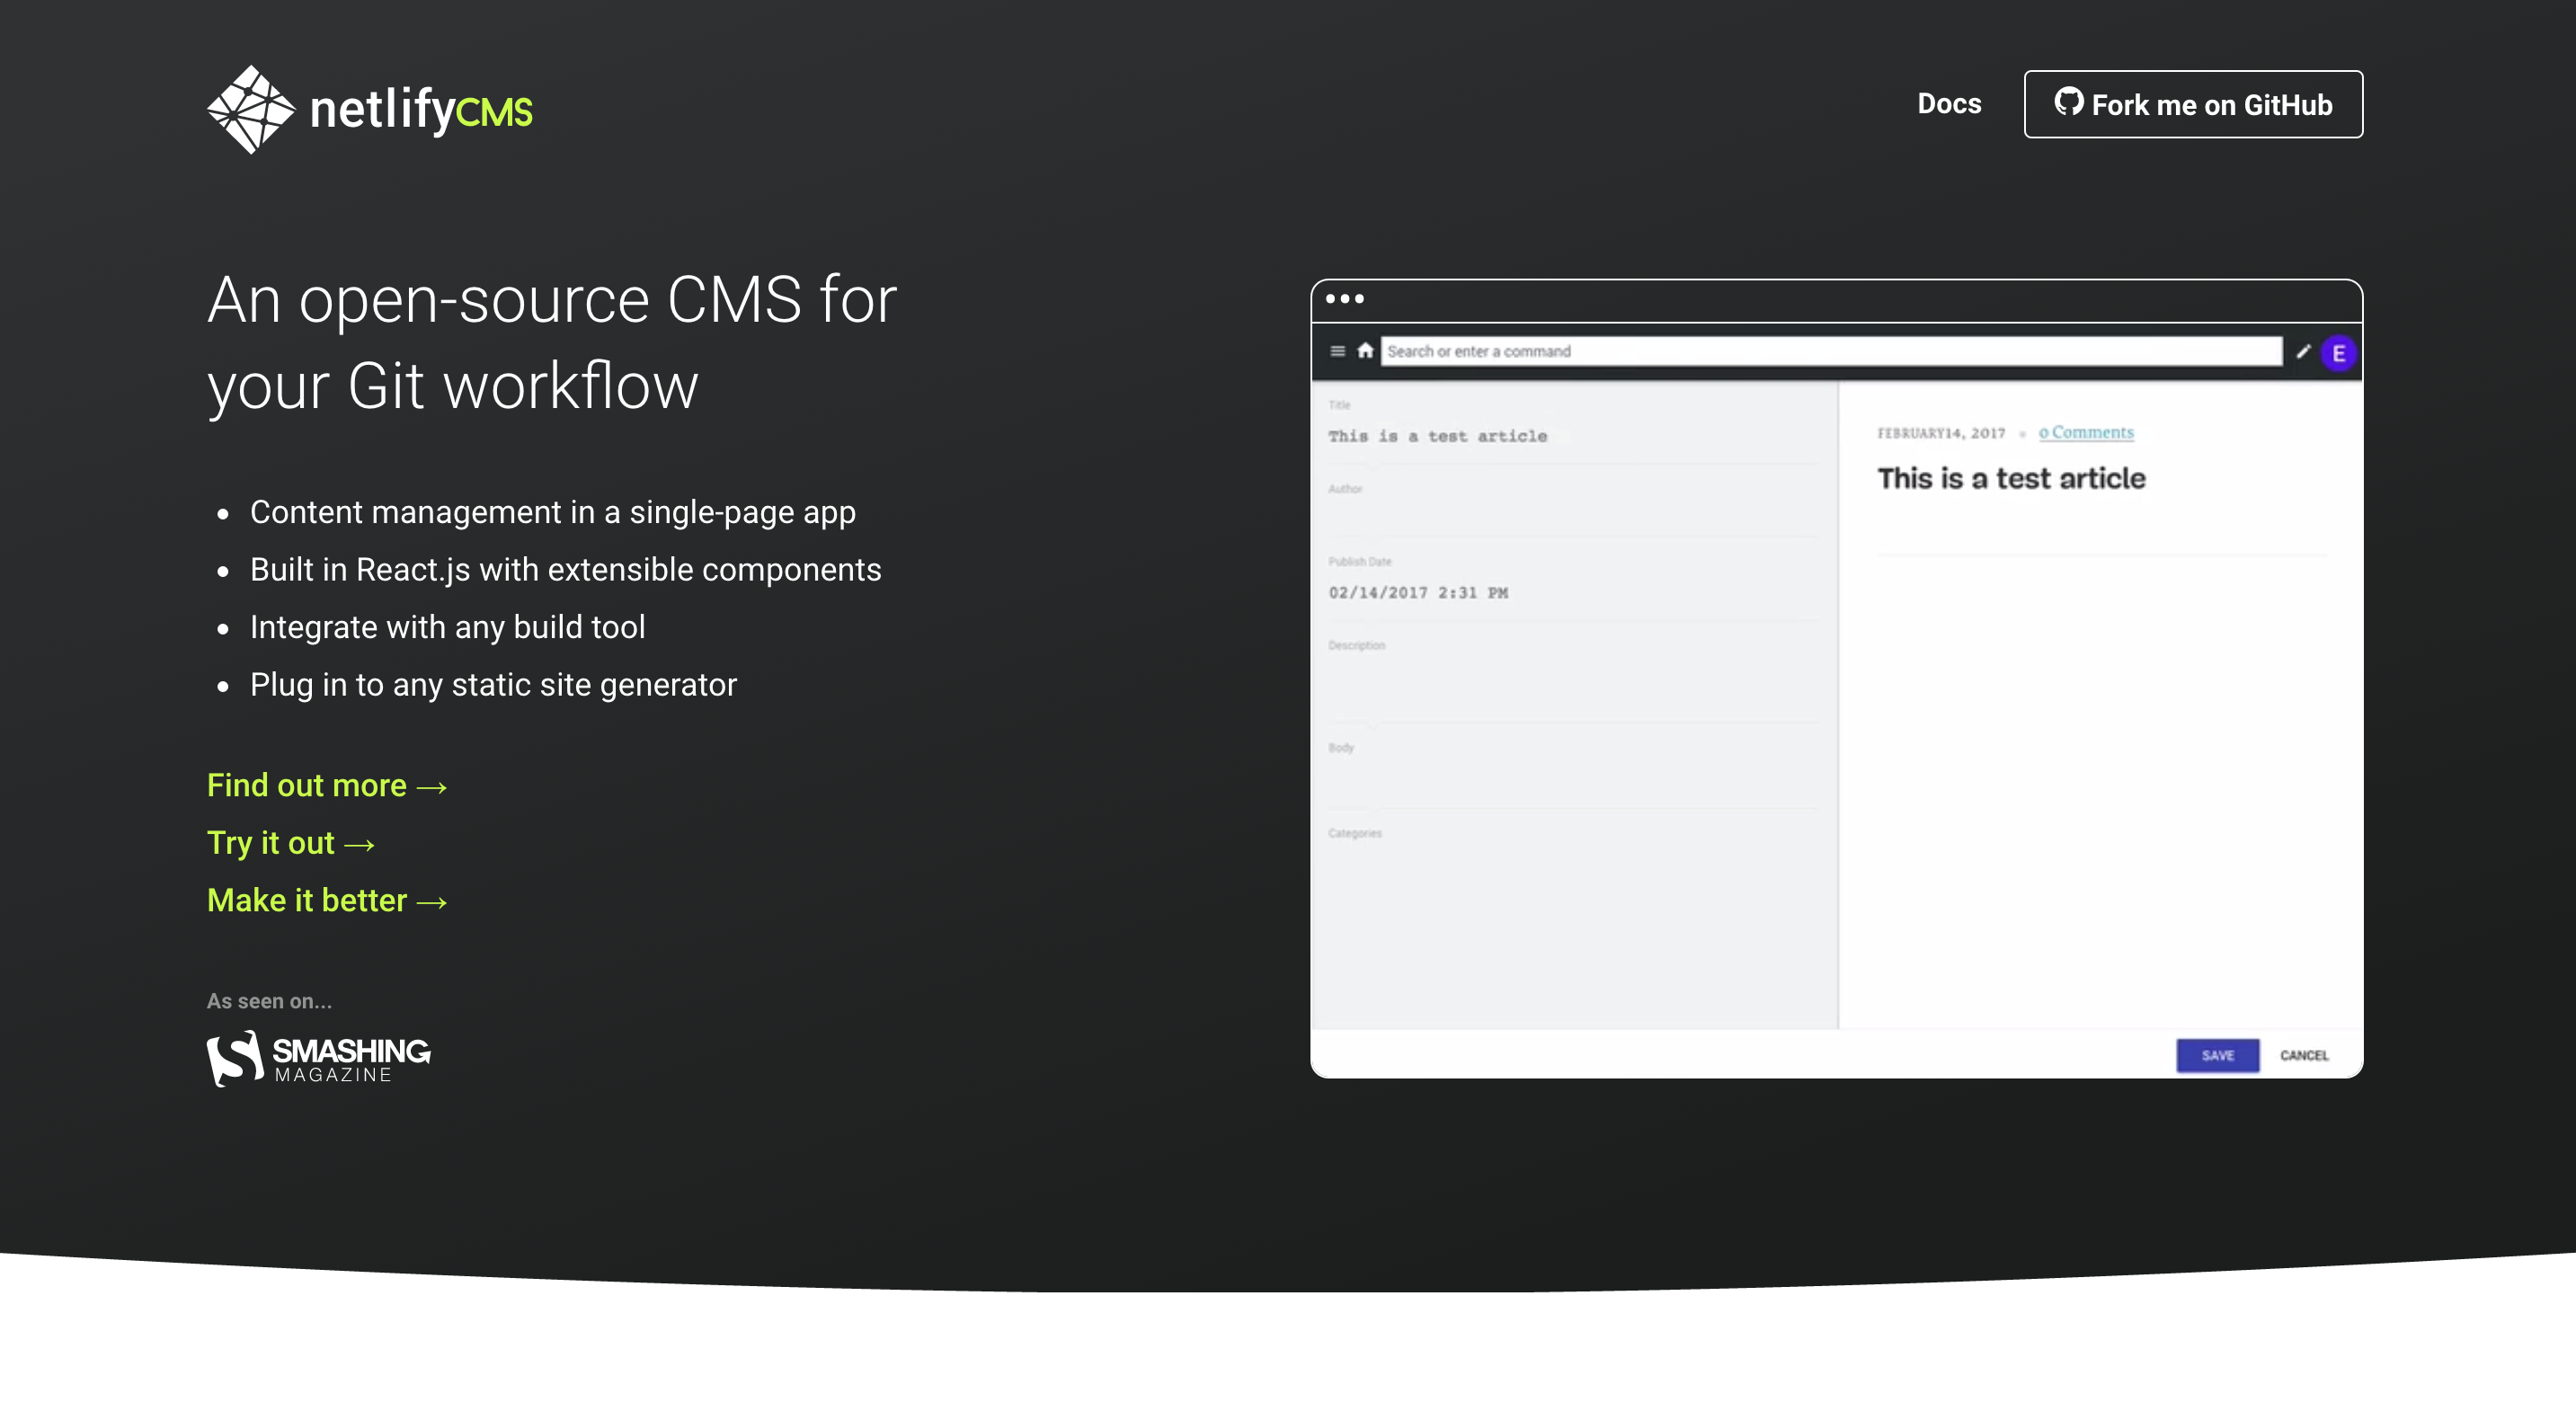 netlifyCMS
Docs
Fork me on GitHub
An open-source CMS for
your Git workflow
Content management in a single-page app
Built in React.js with extensible components
Integrate with any build tool
Plug in to any static site generator
Find out more →
Try it out →
Make it better →
As seen on...
SMASHING
MAGAZINE
Search or enter a command
E
Title
This is a test article
Author
Publish Date
02/14/2017 2:31 PM
Description
Body
Categories
FEBRUARY14, 2017 • 0 Comments
This is a test article
SAVE
CANCEL